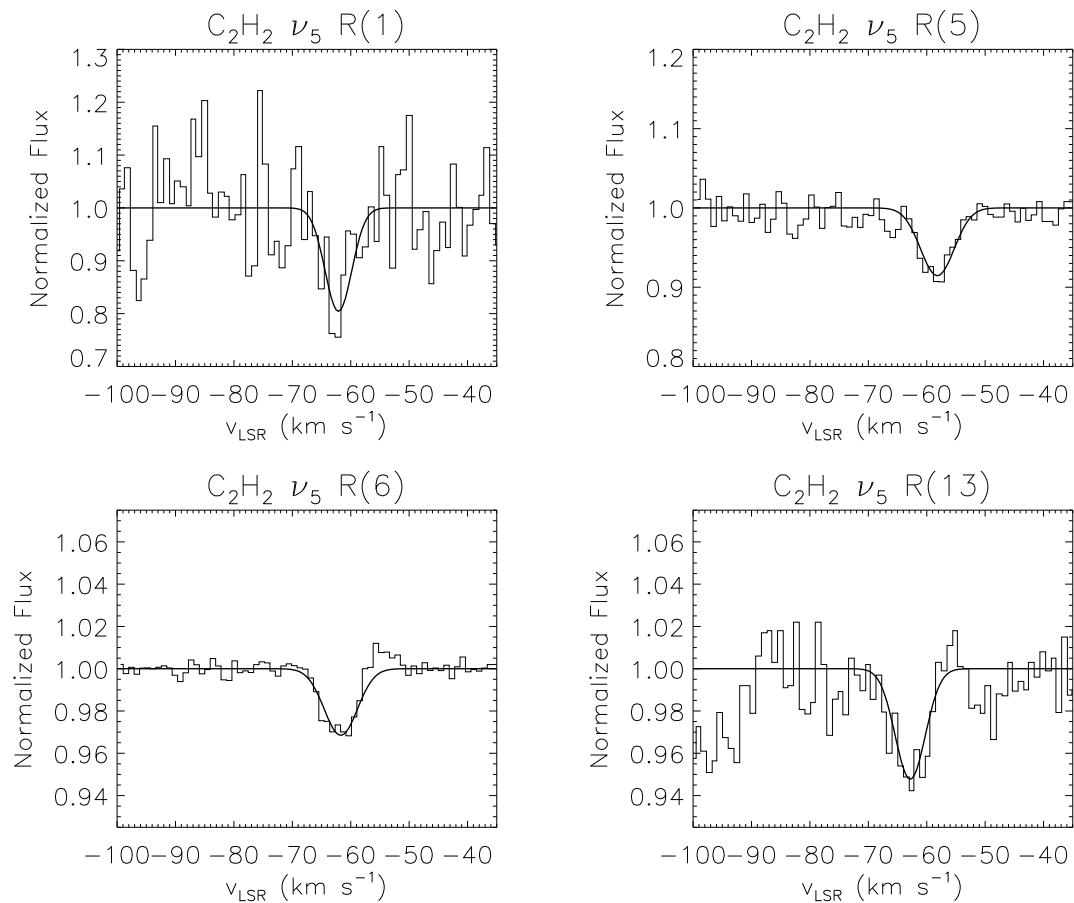 C₂H₂ ν₅ R(1)
Normalized Flux
1.3
1.2
1.1
1.0
0.9
0.8
0.7
−100 −90 −80 −70 −60 −50 −40
v_LSR (km s⁻¹)
C₂H₂ ν₅ R(5)
Normalized Flux
1.2
1.1
1.0
0.9
0.8
−100 −90 −80 −70 −60 −50 −40
v_LSR (km s⁻¹)
C₂H₂ ν₅ R(6)
Normalized Flux
1.06
1.04
1.02
1.00
0.98
0.96
0.94
−100 −90 −80 −70 −60 −50 −40
v_LSR (km s⁻¹)
C₂H₂ ν₅ R(13)
Normalized Flux
1.06
1.04
1.02
1.00
0.98
0.96
0.94
−100 −90 −80 −70 −60 −50 −40
v_LSR (km s⁻¹)